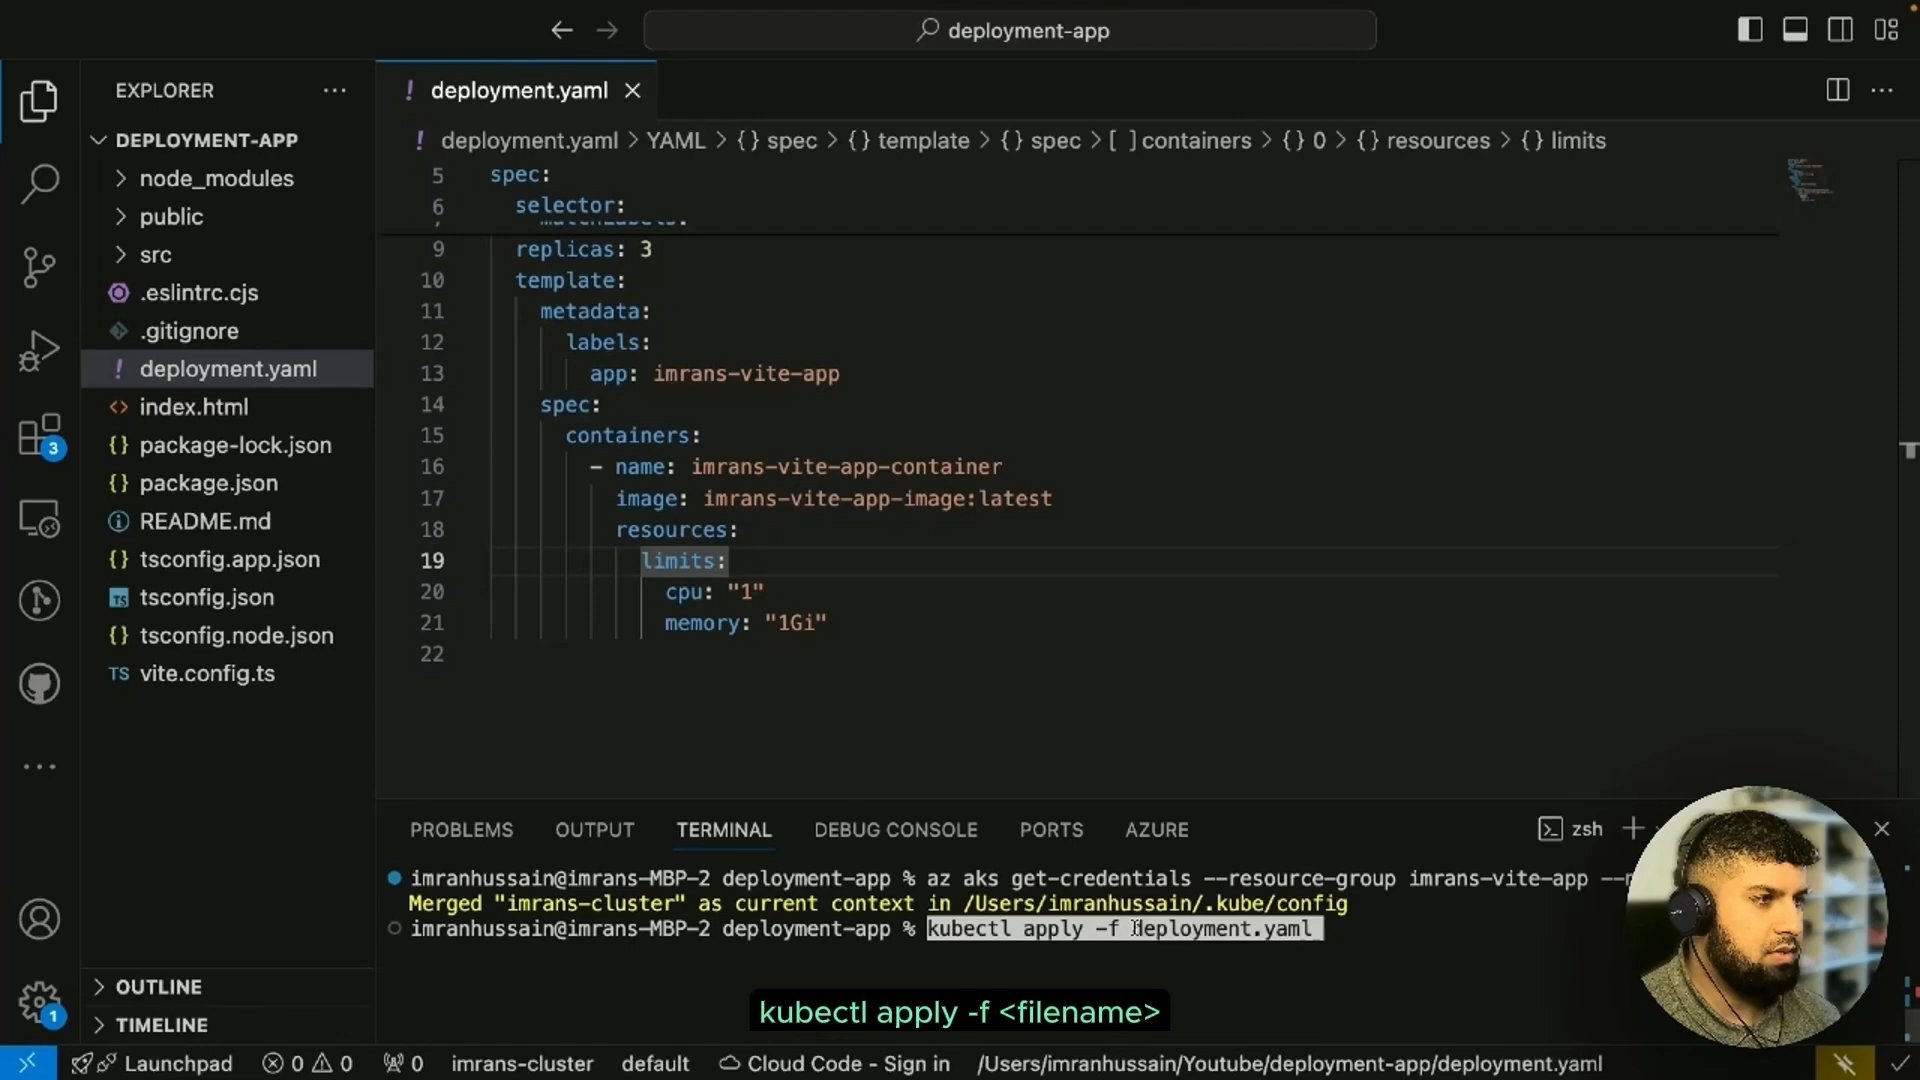 deployment-app
EXPLORER
DEPLOYMENT-APP
node_modules
public
src
.eslintrc.cjs
.gitignore
! deployment.yaml
<> index.html
{} package-lock.json
{} package.json
README.md
{} tsconfig.app.json
TS tsconfig.json
{} tsconfig.node.json
TS vite.config.ts
OUTLINE
TIMELINE
3
1
! deployment.yaml
! deployment.yaml > YAML > {} spec > {} template > {} spec > [ ] containers > {} 0 > {} resources > {} limits
5 spec:
6 selector:
9 replicas: 3
10 template:
11 metadata:
12 labels:
13 app: imrans-vite-app
14 spec:
15 containers:
16 - name: imrans-vite-app-container
17 image: imrans-vite-app-image:latest
18 resources:
19 limits:
20 cpu: "1"
21 memory: "1Gi"
22
PROBLEMS OUTPUT TERMINAL DEBUG CONSOLE PORTS AZURE
zsh
imranhussain@imrans-MBP-2 deployment-app % az aks get-credentials --resource-group imrans-vite-app
Merged "imrans-cluster" as current context in /Users/imranhussain/.kube/config
imranhussain@imrans-MBP-2 deployment-app % kubectl apply -f deployment.yaml
kubectl apply -f <filename>
Launchpad 0 0 0 imrans-cluster default Cloud Code - Sign in /Users/imranhussain/Youtube/deployment-app/deployment.yaml